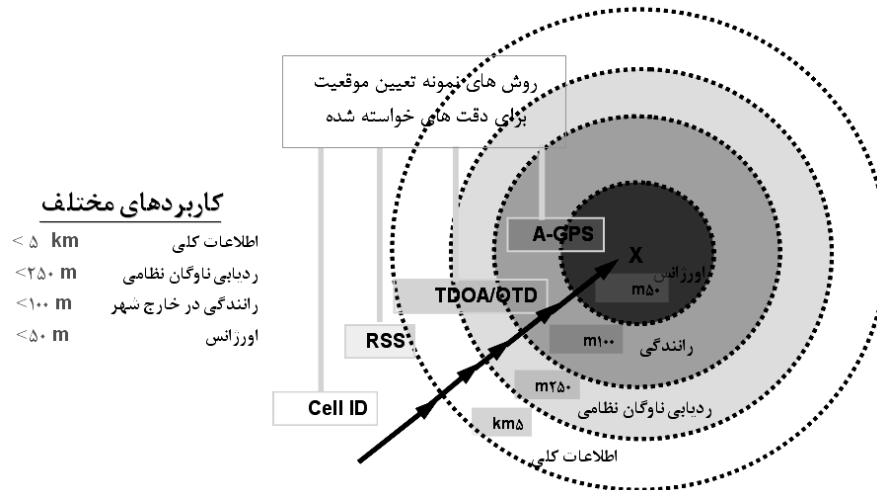 روش های نمونه تعیین موقعیت
برای دقت های خواسته شده
کاربردهای مختلف
اطلاعات کلی < ۵ km
ردیابی ناوگان نظامی <۲۵۰ m
رانندگی در خارج شهر <۱۰۰ m
اورژانس <۵۰ m
A-GPS
TDOA/OTD
RSS
Cell ID
X
اورژانس
m۵۰
رانندگی
m۱۰۰
ردیابی ناوگان نظامی
m۲۵۰
اطلاعات کلی
km۵